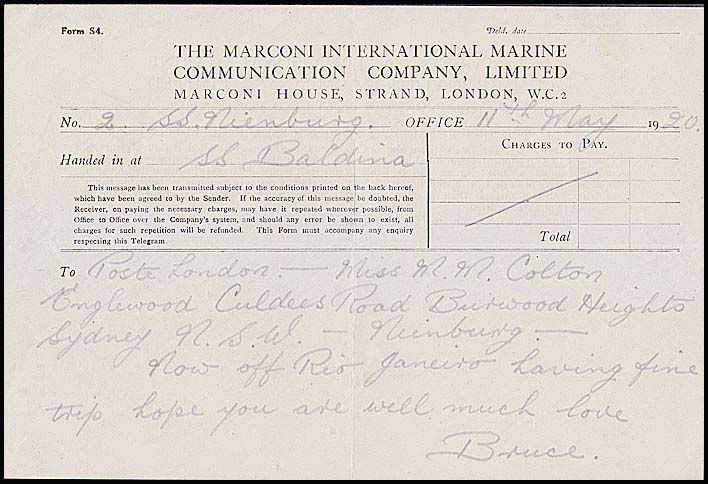 Form S4.
Deld. date
THE MARCONI INTERNATIONAL MARINE
COMMUNICATION COMPANY, LIMITED
MARCONI HOUSE, STRAND, LONDON, W.C.2
No. 2 SS. Nienburg. OFFICE 11th May 1920.
Handed in at SS Baldina
CHARGES TO PAY.
This message has been transmitted subject to the conditions printed on the back hereof,
which have been agreed to by the Sender. If the accuracy of this message be doubted, the
Receiver, on paying the necessary charges, may have it repeated wherever possible, from
Office to Office over the Company's system, and should any error be shown to exist, all
charges for such repetition will be refunded. This Form must accompany any enquiry
respecting this Telegram
Total
To Poste London. — Miss M. M. Colton
Englewood Culdees Road Burwood Heights
Sydney N. S. W. — Nienburg —
Now off Rio Janeiro having fine
trip hope you are well much love
Bruce.